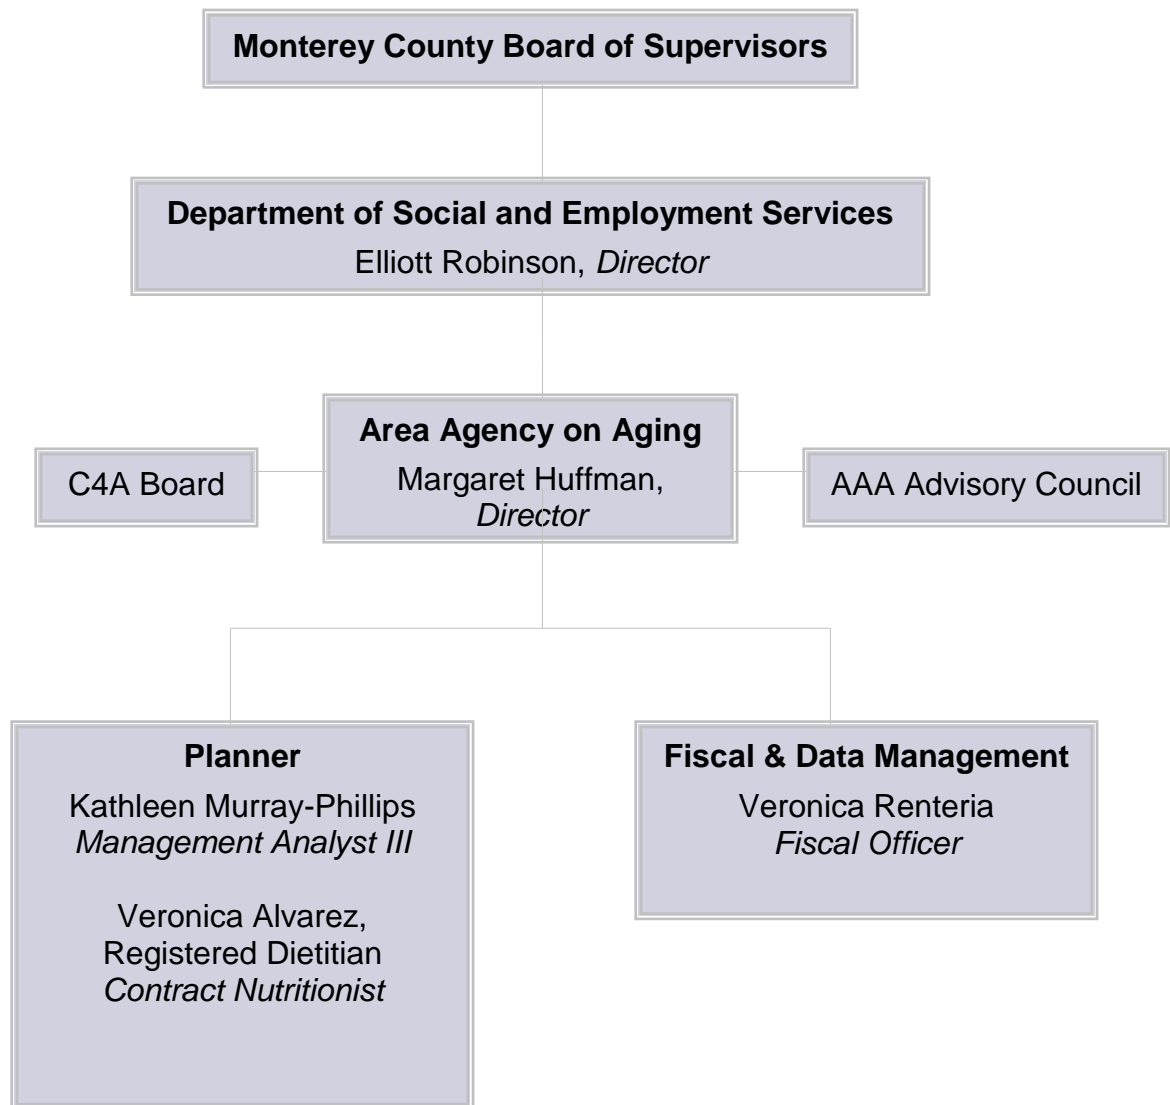 Monterey County Board of Supervisors
Department of Social and Employment Services
Elliott Robinson, Director
Area Agency on Aging
Margaret Huffman,
Director
C4A Board
AAA Advisory Council
Planner
Kathleen Murray-Phillips
Management Analyst III
Veronica Alvarez,
Registered Dietitian
Contract Nutritionist
Fiscal & Data Management
Veronica Renteria
Fiscal Officer